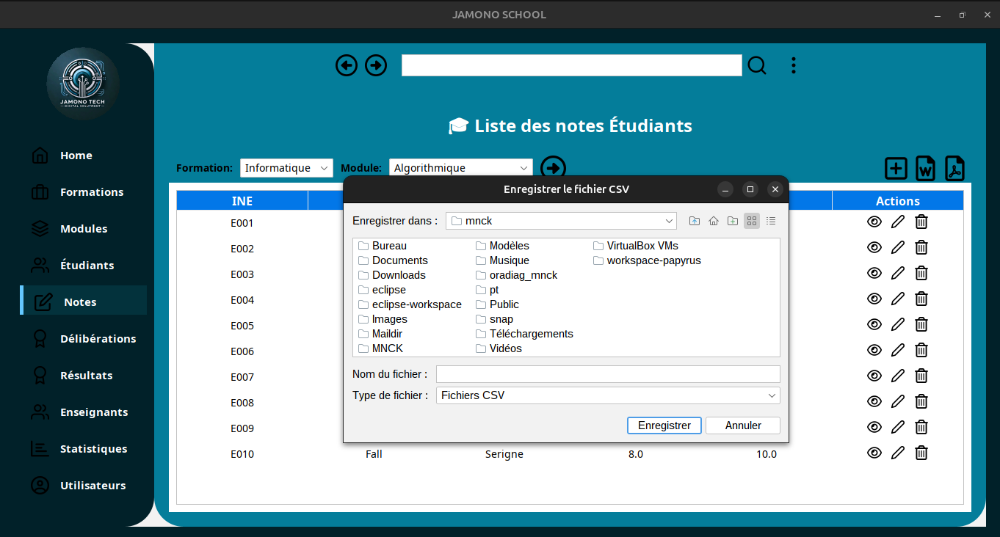 JAMONO SCHOOL
JAMONO TECH
Liste des notes Étudiants
Home
Formations
Modules
Étudiants
Notes
Délibérations
Résultats
Enseignants
Statistiques
Utilisateurs
Formation: Informatique Module: Algorithmique
INE Actions
E001
E002
E003
E004
E005
E006
E007
E008
E009
E010 Fall Serigne 8.0 10.0
Enregistrer le fichier CSV
Enregistrer dans : mnck
Bureau Modèles VirtualBox VMs
Documents Musique workspace-papyrus
Downloads oradiag_mnck
eclipse pt
eclipse-workspace Public
Images snap
Maildir Téléchargements
MNCK Vidéos
Nom du fichier :
Type de fichier : Fichiers CSV
Enregistrer Annuler